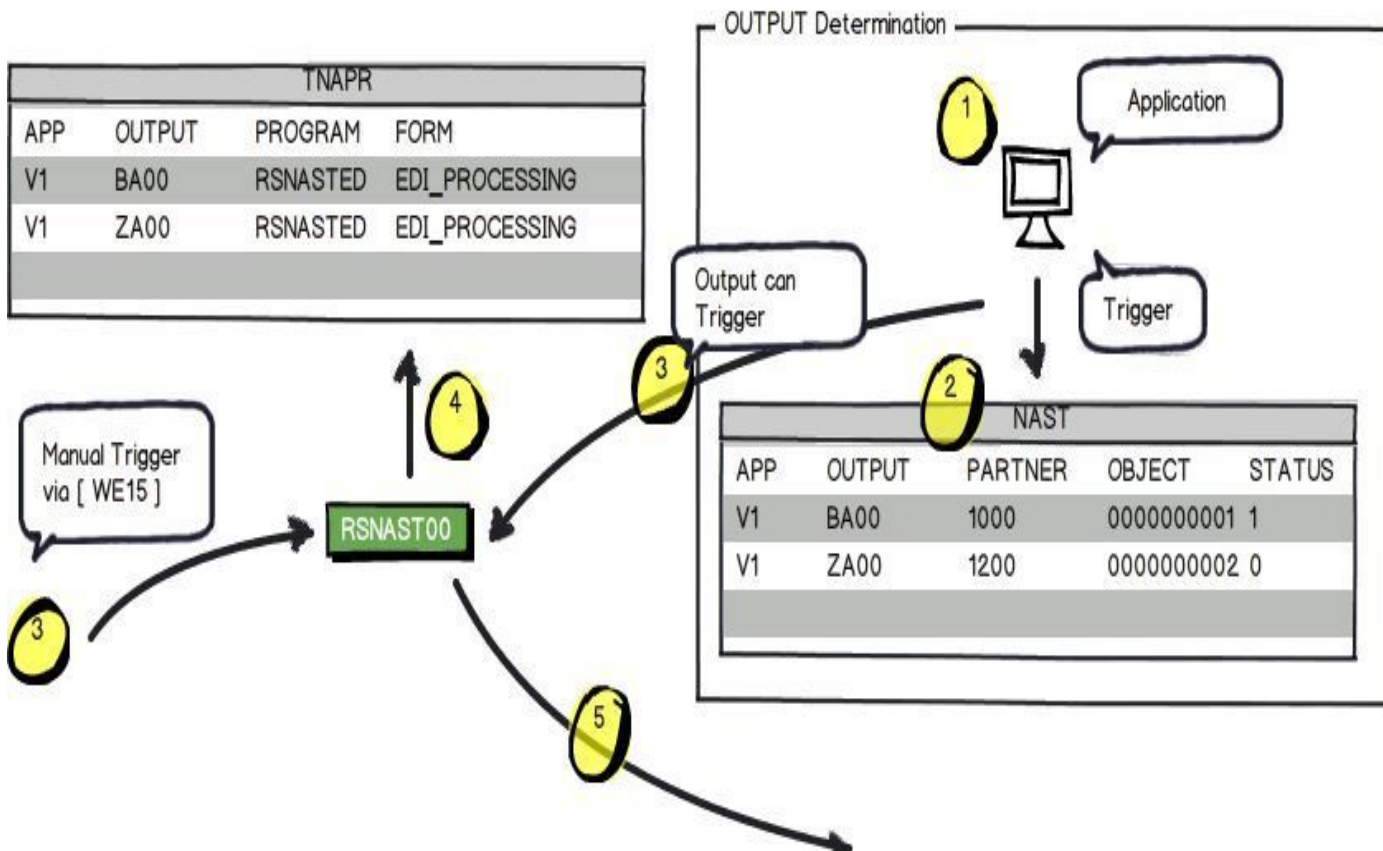 OUTPUT Determination
TNAPR
APP OUTPUT PROGRAM FORM
V1 BA00 RSNASTED EDI_PROCESSING
V1 ZA00 RSNASTED EDI_PROCESSING
1
Application
Output can
Trigger
Trigger
3
2
4
Manual Trigger
via [ WE15 ]
RSNAST00
3
NAST
APP OUTPUT PARTNER OBJECT STATUS
V1 BA00 1000 0000000001 1
V1 ZA00 1200 0000000002 0
5